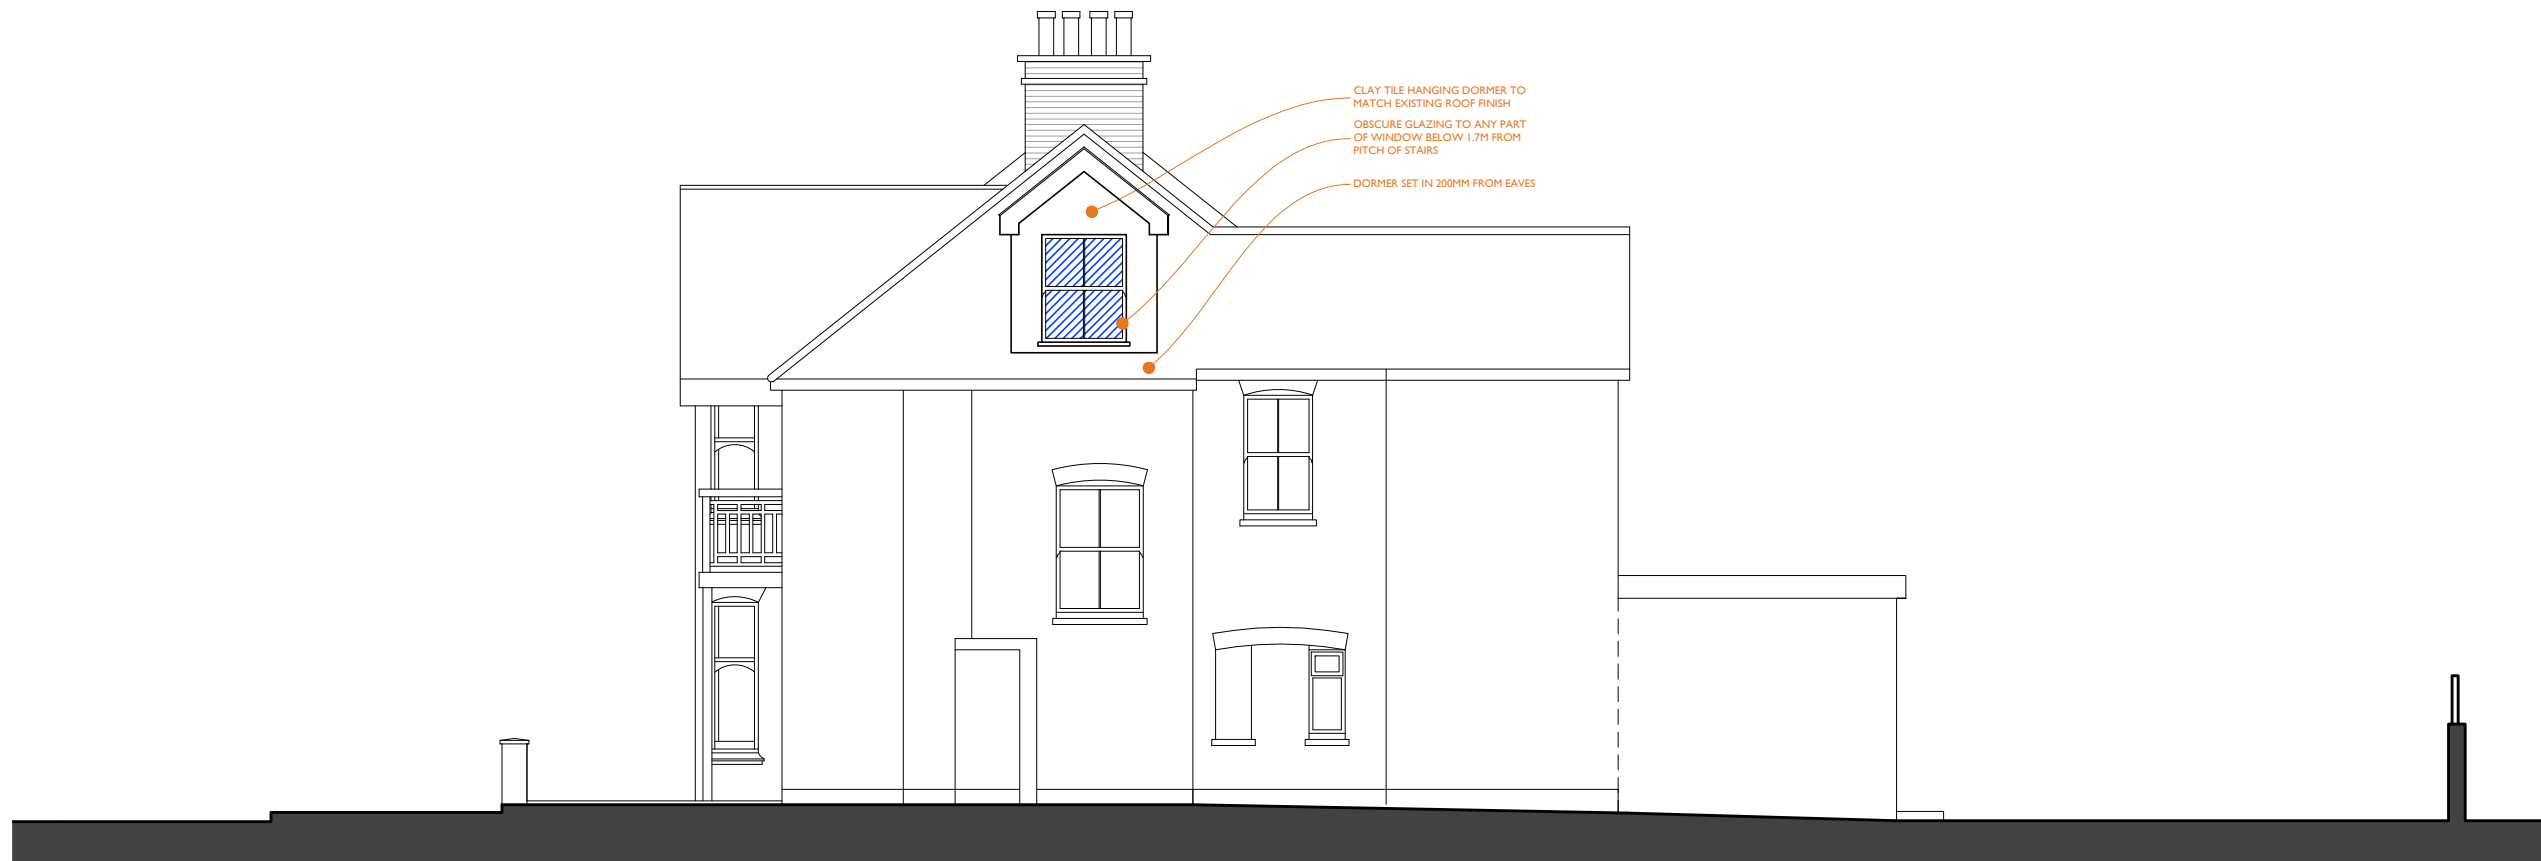 CLAY TILE HANGING DORMER TO
MATCH EXISTING ROOF FINISH
OBSCURE GLAZING TO ANY PART
OF WINDOW BELOW 1.7M FROM
PITCH OF STAIRS
DORMER SET IN 200MM FROM EAVES